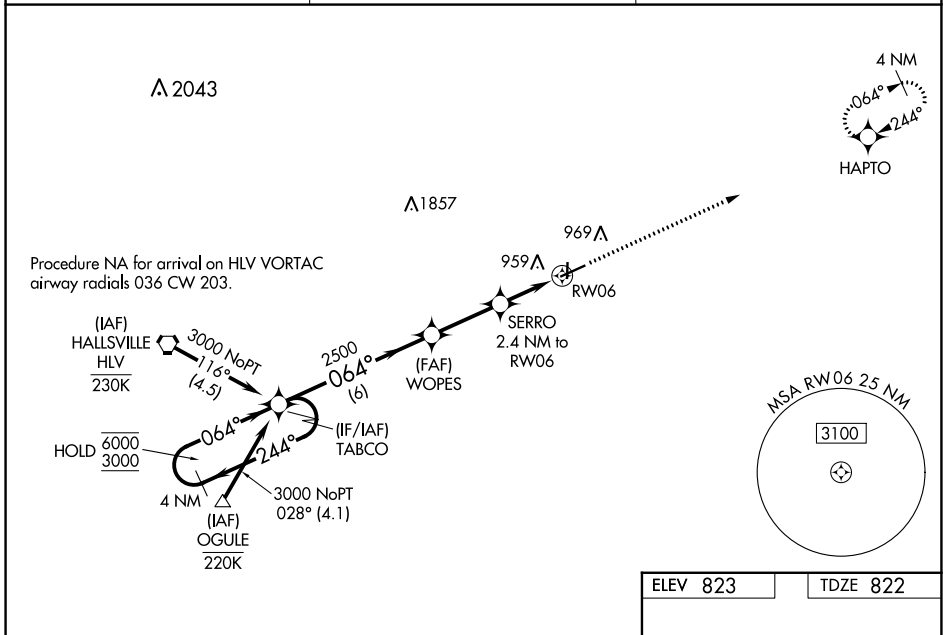 2043
4 NM
064°
244°
HAPTO
1857
969
959
RW06
Procedure NA for arrival on HLV VORTAC
airway radials 036 CW 203.
SERRO
2.4 NM to
RW06
(IAF)
HALLSVILLE
HLV
230K
3000 NoPT
116°
(4.5)
2500
064°
(6)
(FAF)
WOPES
MSA RW06 25 NM
3100
(IF/IAF)
TABCO
064°
244°
HOLD 6000
3000
4 NM
3000 NoPT
028° (4.1)
(IAF)
OGULE
220K
ELEV 823
TDZE 822